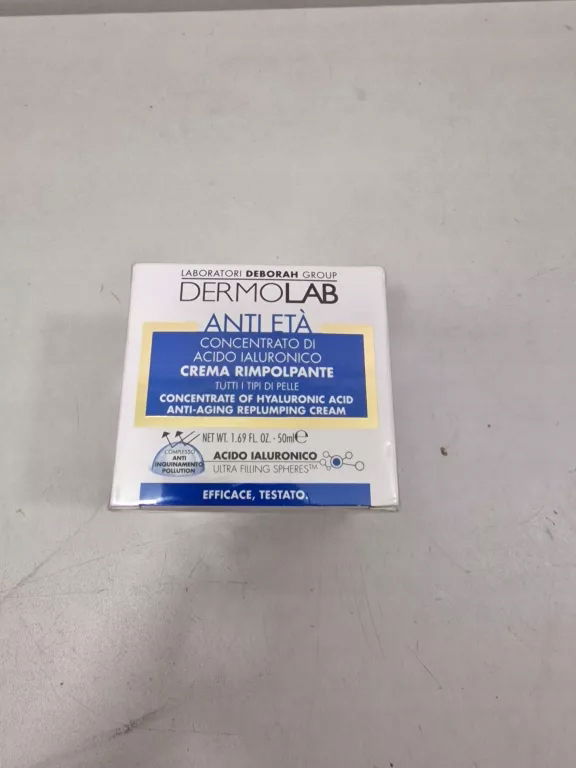 LABORATORI DEBORAH GROUP
DERMOLAB
ANTI ETÀ
CONCENTRATO DI
ACIDO IALURONICO
CREMA RIMPOLPANTE
TUTTI I TIPI DI PELLE
CONCENTRATE OF HYALURONIC ACID
ANTI-AGING REPLUMPING CREAM
NET WT. 1.69 FL. OZ. - 50ml℮
COMPLESSO
ANTI
INQUINAMENTO
POLLUTION
ACIDO IALURONICO
ULTRA FILLING SPHERES™
EFFICACE, TESTATO.